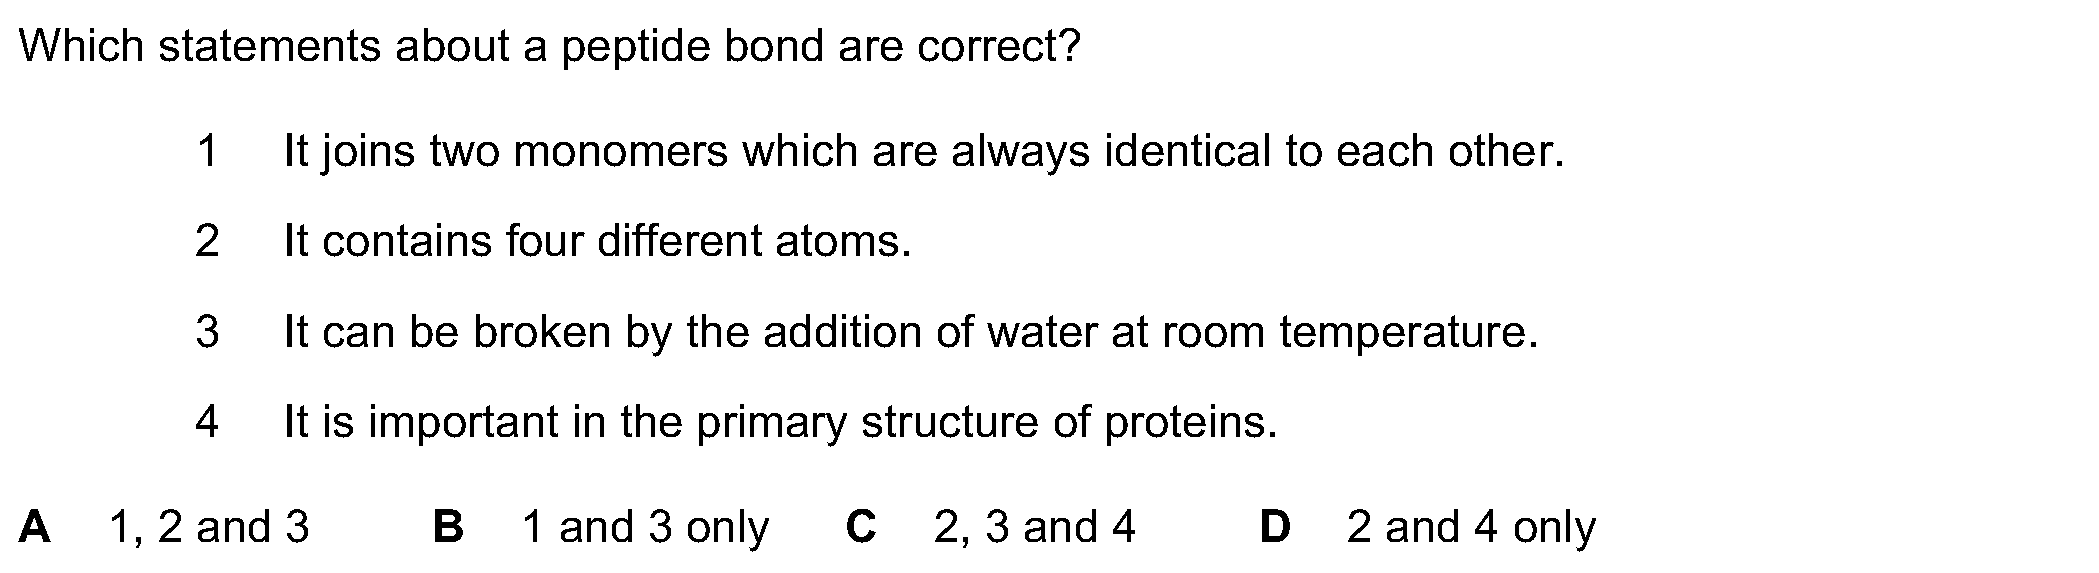 Which statements about a peptide bond are correct?
1 It joins two monomers which are always identical to each other.
2 It contains four different atoms.
3 It can be broken by the addition of water at room temperature.
4 It is important in the primary structure of proteins.
A 1, 2 and 3 B 1 and 3 only C 2, 3 and 4 D 2 and 4 only